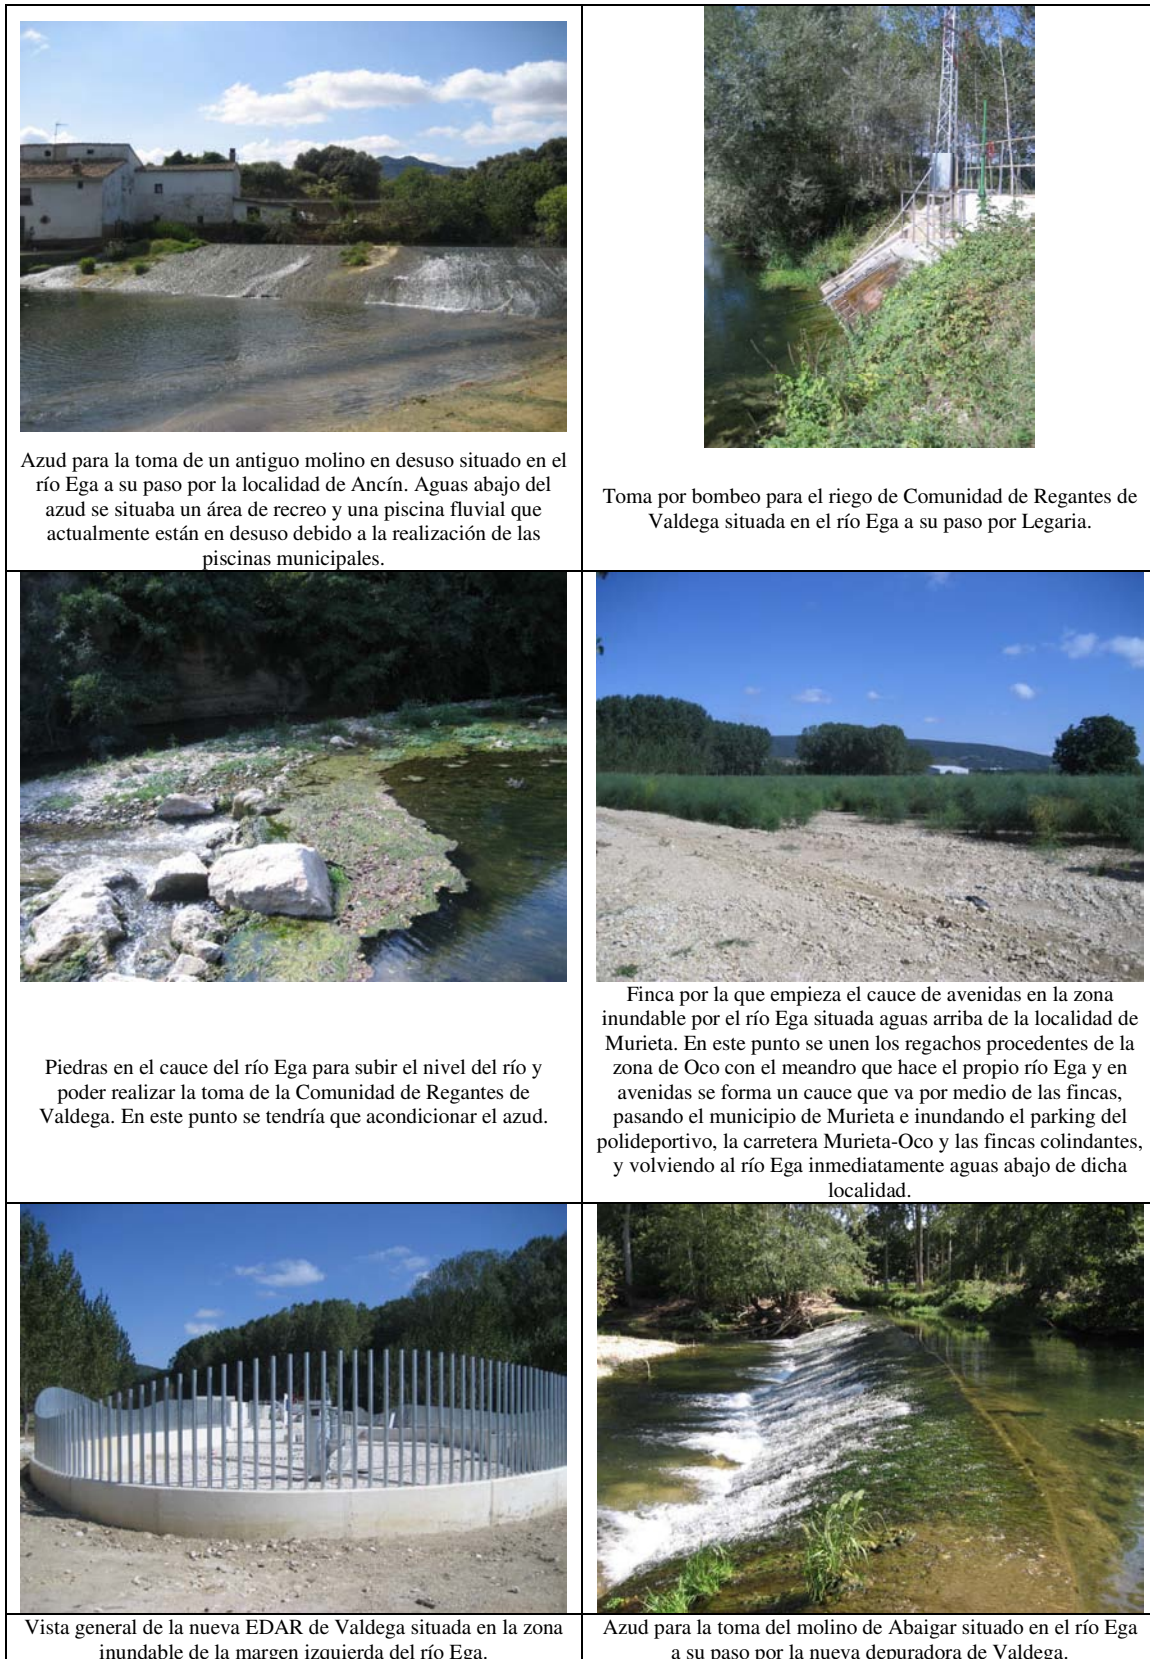 Azud para la toma de un antiguo molino en desuso situado en el
río Ega a su paso por la localidad de Ancín. Aguas abajo del
azud se situaba un área de recreo y una piscina fluvial que
actualmente están en desuso debido a la realización de las
piscinas municipales.
Toma por bombeo para el riego de Comunidad de Regantes de
Valdega situada en el río Ega a su paso por Legaria.
Piedras en el cauce del río Ega para subir el nivel del río y
poder realizar la toma de la Comunidad de Regantes de
Valdega. En este punto se tendría que acondicionar el azud.
Finca por la que empieza el cauce de avenidas en la zona
inundable por el río Ega situada aguas arriba de la localidad de
Murieta. En este punto se unen los regachos procedentes de la
zona de Oco con el meandro que hace el propio río Ega y en
avenidas se forma un cauce que va por medio de las fincas,
pasando el municipio de Murieta e inundando el parking del
polideportivo, la carretera Murieta-Oco y las fincas colindantes,
y volviendo al río Ega inmediatamente aguas abajo de dicha
localidad.
Vista general de la nueva EDAR de Valdega situada en la zona
inundable de la margen izquierda del río Ega.
Azud para la toma del molino de Abaigar situado en el río Ega
a su paso por la nueva depuradora de Valdega.